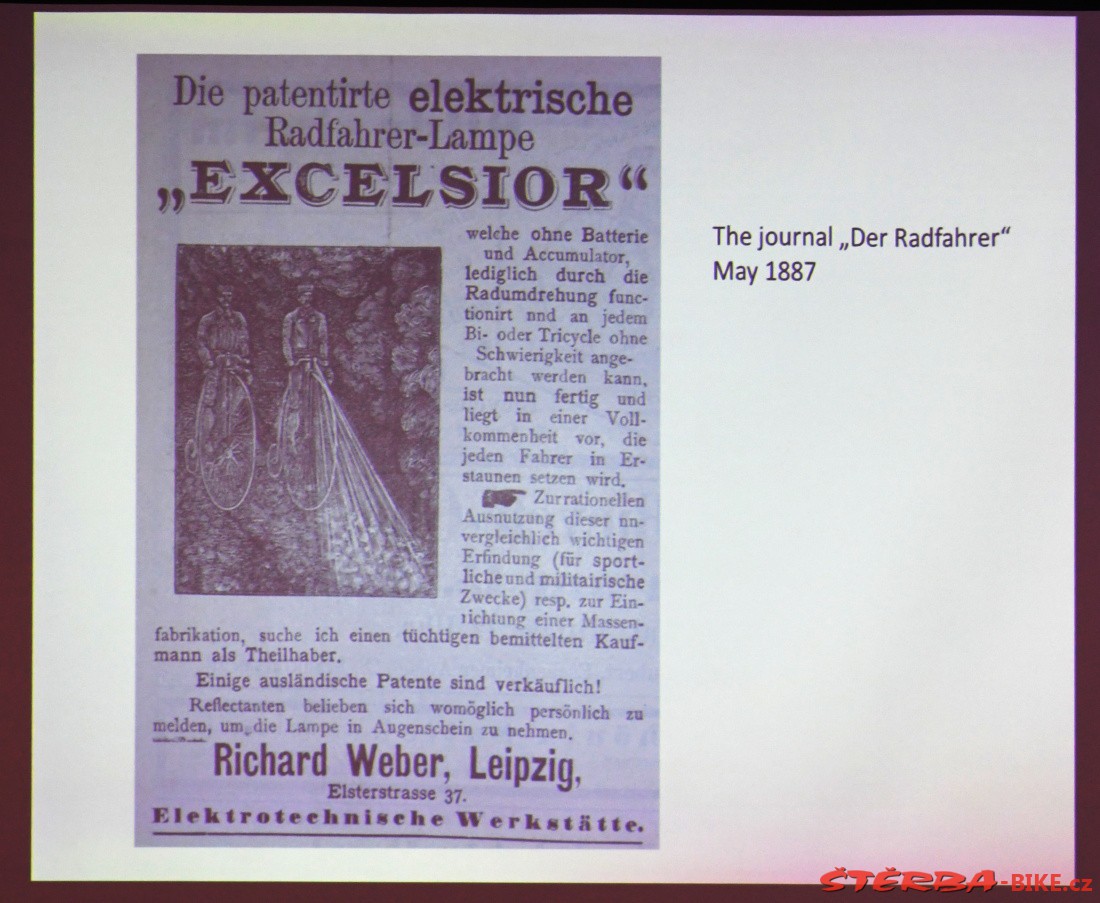 Die patentirte elektrische
Radfahrer-Lampe
„EXCELSIOR“
welche ohne Batterie
und Accumulator,
lediglich durch die
Radumdrehung func-
tionirt nnd an jedem
Bi- oder Tricycle ohne
Schwierigkeit ange-
bracht werden kann,
ist nun fertig und
liegt in einer Voll-
kommenheit vor, die
jeden Fahrer in Er-
staunen setzen wird.
Zur rationellen
Ausnutzung dieser nn-
vergleichlich wichtigen
Erfindung (für sport-
liche und militairische
Zwecke) resp. zur Ein-
richtung einer Massen-
fabrikation, suche ich einen tüchtigen bemittelten Kauf-
mann als Theilhaber.
Einige ausländische Patente sind verkäuflich!
Reflectanten belieben sich womöglich persönlich zu
melden, um die Lampe in Augenschein zu nehmen.
Richard Weber, Leipzig,
Elsterstrasse 37.
Elektrotechnische Werkstätte.
The journal „Der Radfahrer“
May 1887
ŠTĚRBA-BIKE.cz